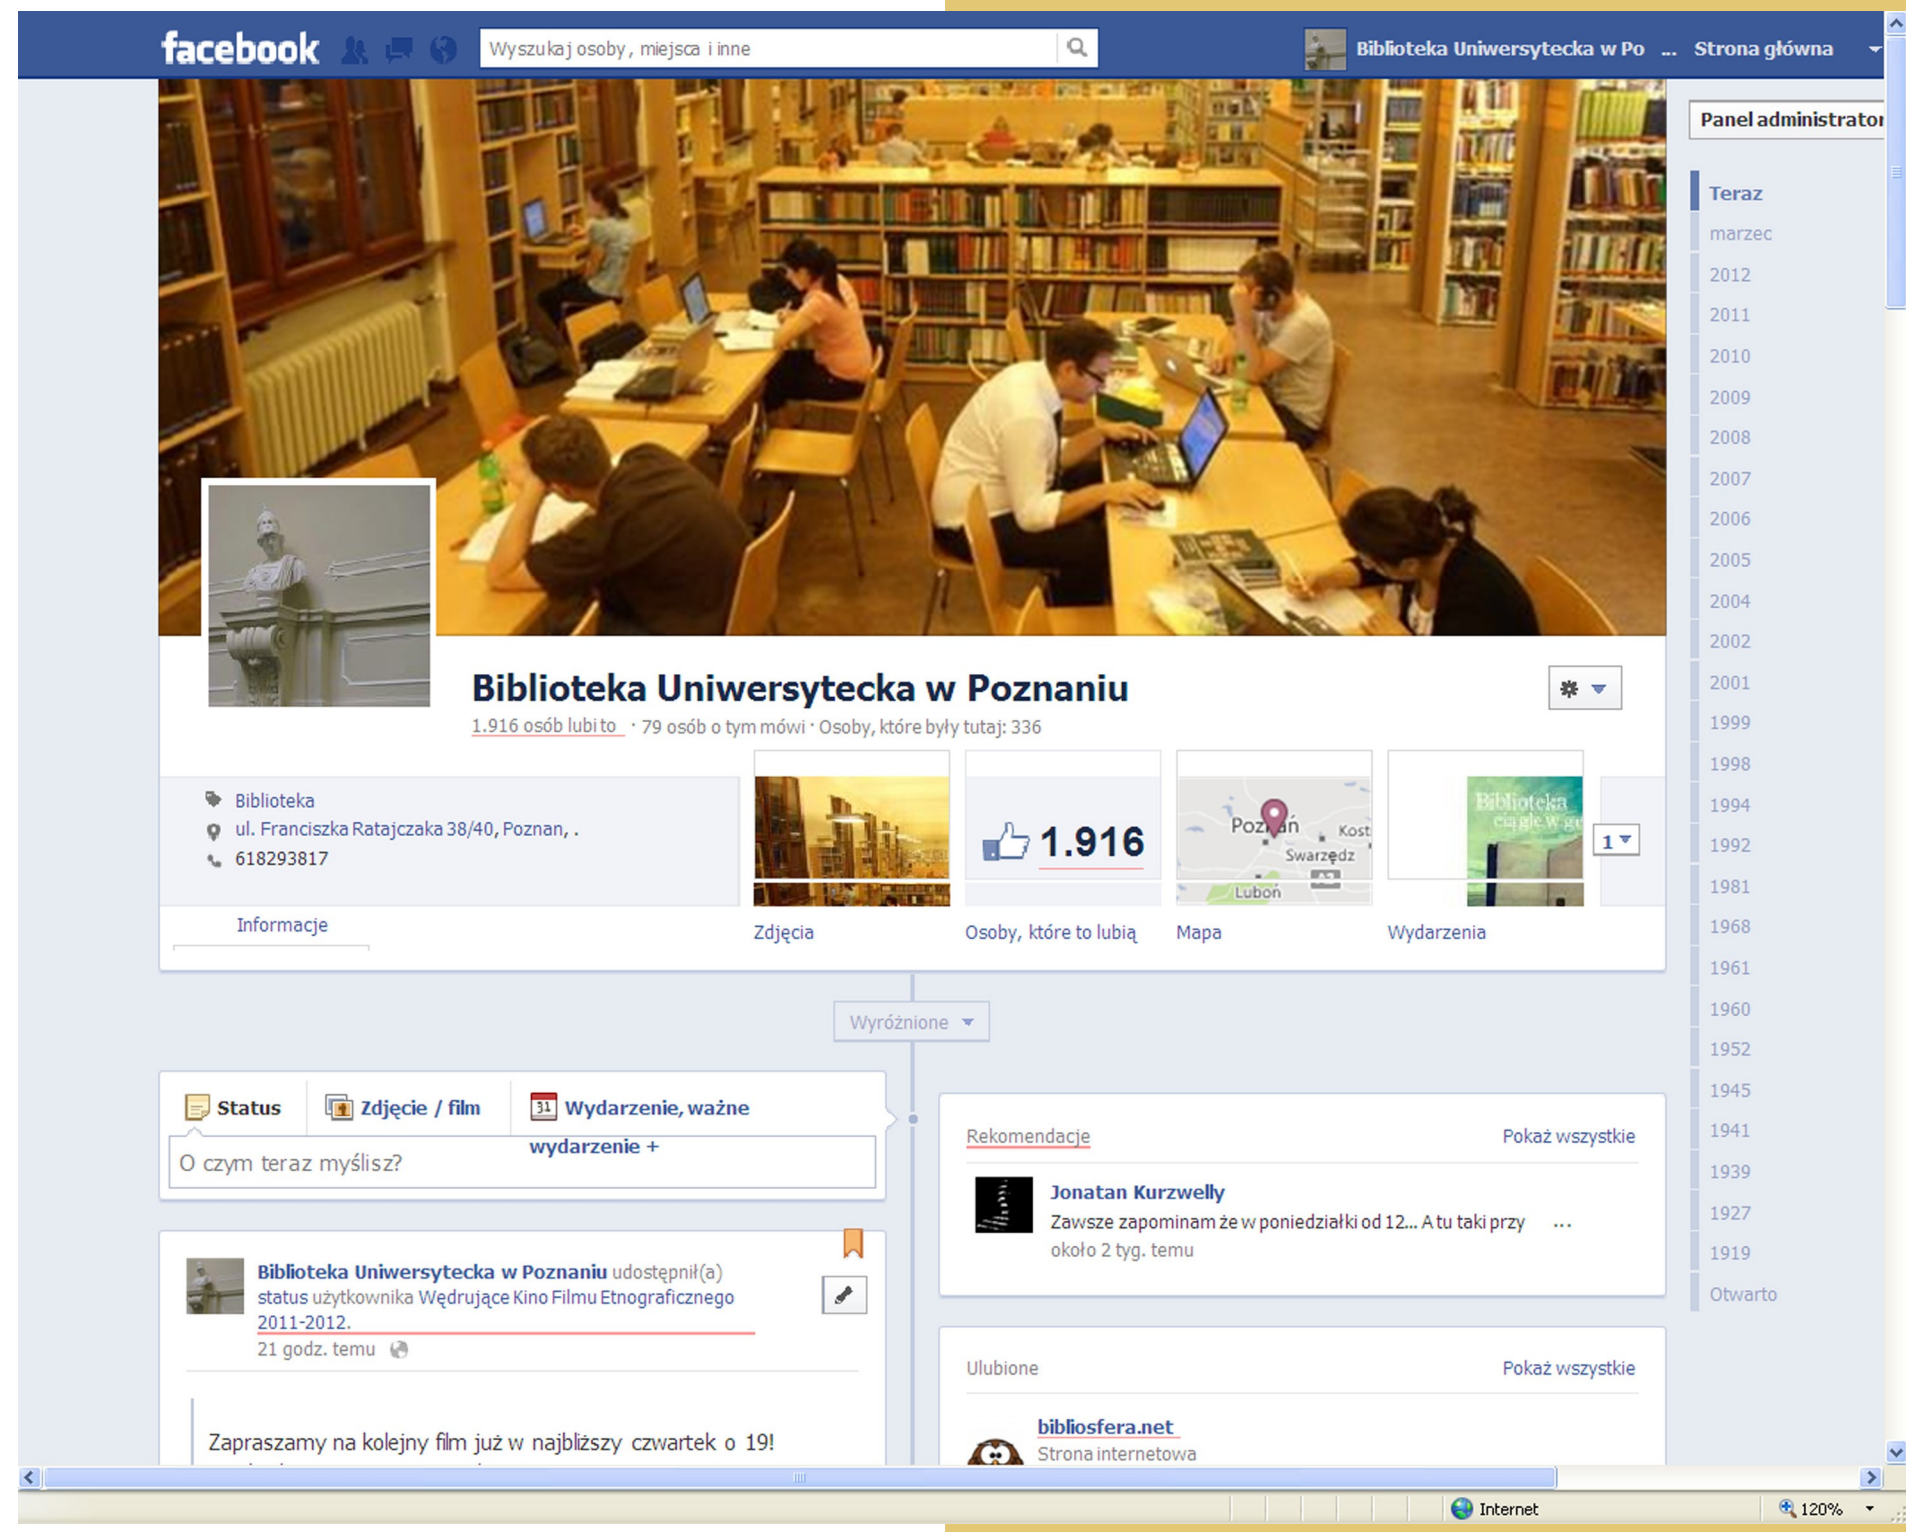 facebook
Wyszukaj osoby, miejsca i inne
Biblioteka Uniwersytecka w Po ...
Strona główna
Panel administrator
Teraz
marzec
2012
2011
2010
2009
2008
2007
2006
2005
2004
2002
2001
1999
1998
1994
1992
1981
1968
1961
1960
1952
1945
1941
1939
1927
1919
Otwarto
Biblioteka Uniwersytecka w Poznaniu
1.916 osób lubi to · 79 osób o tym mówi · Osoby, które były tutaj: 336
Biblioteka
ul. Franciszka Ratajczaka 38/40, Poznan, .
618293817
Informacje
Zdjęcia
1.916
Osoby, które to lubią
Poznań
Kost
Swarzędz
A2
Luboń
Mapa
Biblioteka
ciągle w gr
Wydarzenia
1
Wyróżnione
Status
Zdjęcie / film
31
Wydarzenie, ważne
wydarzenie +
O czym teraz myślisz?
Biblioteka Uniwersytecka w Poznaniu udostępnił(a)
status użytkownika Wędrujące Kino Filmu Etnograficznego
2011-2012.
21 godz. temu
Zapraszamy na kolejny film już w najbliższy czwartek o 19!
Rekomendacje
Pokaż wszystkie
Jonatan Kurzwelly
Zawsze zapominam że w poniedziałki od 12... A tu taki przy ...
około 2 tyg. temu
Ulubione
Pokaż wszystkie
bibliosfera.net
Strona internetowa
Internet
120%